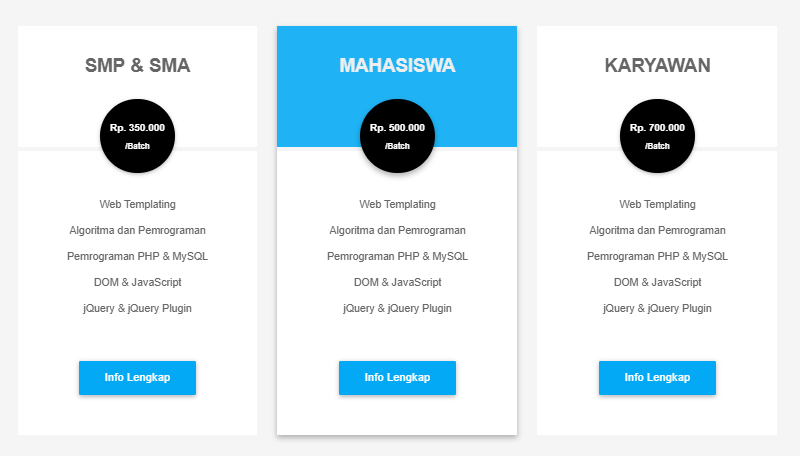 SMP & SMA
Rp. 350.000
/Batch
Web Templating
Algoritma dan Pemrograman
Pemrograman PHP & MySQL
DOM & JavaScript
jQuery & jQuery Plugin
Info Lengkap
MAHASISWA
Rp. 500.000
/Batch
Web Templating
Algoritma dan Pemrograman
Pemrograman PHP & MySQL
DOM & JavaScript
jQuery & jQuery Plugin
Info Lengkap
KARYAWAN
Rp. 700.000
/Batch
Web Templating
Algoritma dan Pemrograman
Pemrograman PHP & MySQL
DOM & JavaScript
jQuery & jQuery Plugin
Info Lengkap